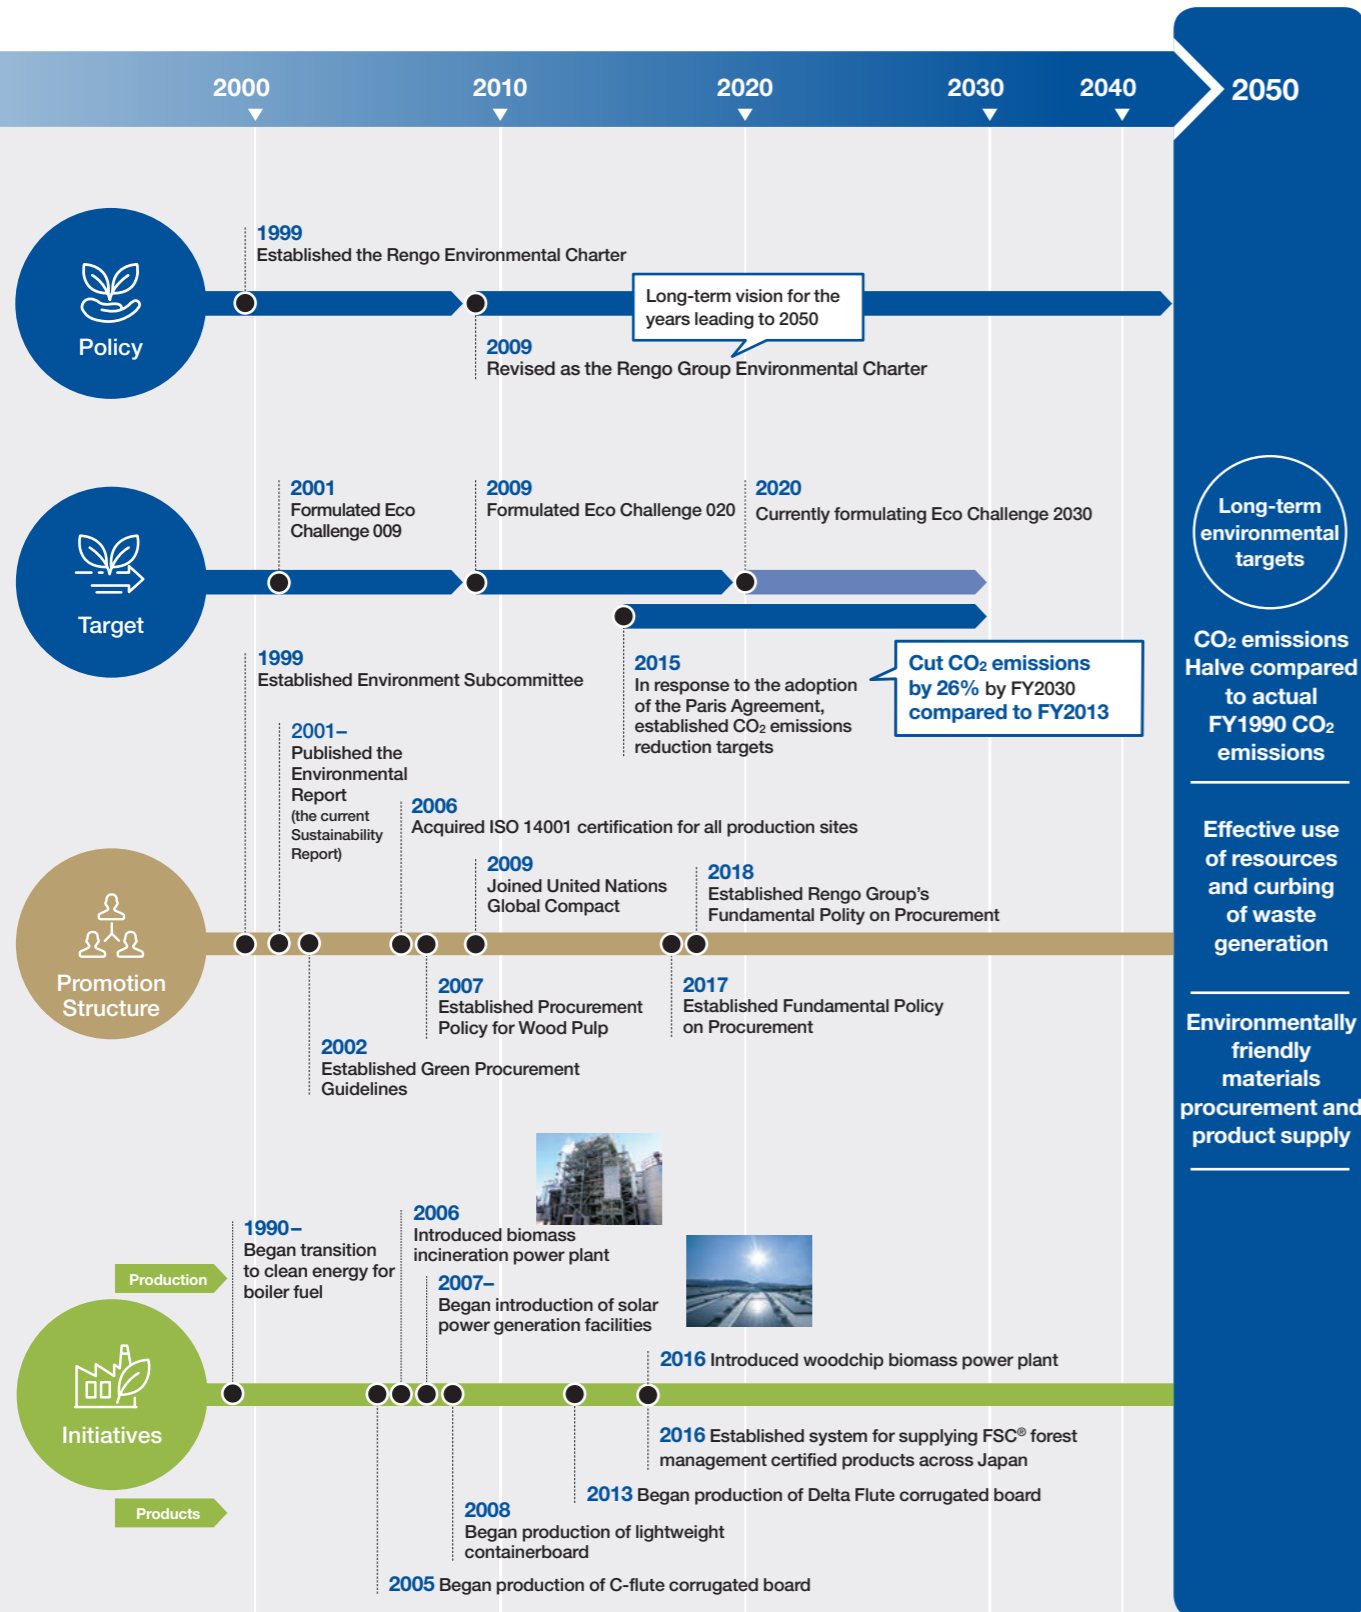 2000
2010
2020
2030
2040
2050
1999
Established the Rengo Environmental Charter
Policy
Long-term vision for the
years leading to 2050
2009
Revised as the Rengo Group Environmental Charter
2001
Formulated Eco
Challenge 009
2009
Formulated Eco Challenge 020
2020
Currently formulating Eco Challenge 2030
Target
2015
In response to the adoption
of the Paris Agreement,
established CO₂ emissions
reduction targets
Cut CO₂ emissions
by 26% by FY2030
compared to FY2013
1999
Established Environment Subcommittee
2001–
Published the
Environmental
Report
(the current
Sustainability
Report)
2006
Acquired ISO 14001 certification for all production sites
2009
Joined United Nations
Global Compact
2018
Established Rengo Group’s
Fundamental Polity on Procurement
Promotion
Structure
2007
Established Procurement
Policy for Wood Pulp
2017
Established Fundamental Policy
on Procurement
2002
Established Green Procurement
Guidelines
Production
1990–
Began transition
to clean energy for
boiler fuel
2006
Introduced biomass
incineration power plant
2007–
Began introduction of solar
power generation facilities
2016 Introduced woodchip biomass power plant
Initiatives
2016 Established system for supplying FSC® forest
management certified products across Japan
2013 Began production of Delta Flute corrugated board
Products
2008
Began production of lightweight
containerboard
2005 Began production of C-flute corrugated board
Long-term
environmental
targets
CO₂ emissions
Halve compared
to actual
FY1990 CO₂
emissions
Effective use
of resources
and curbing
of waste
generation
Environmentally
friendly
materials
procurement and
product supply